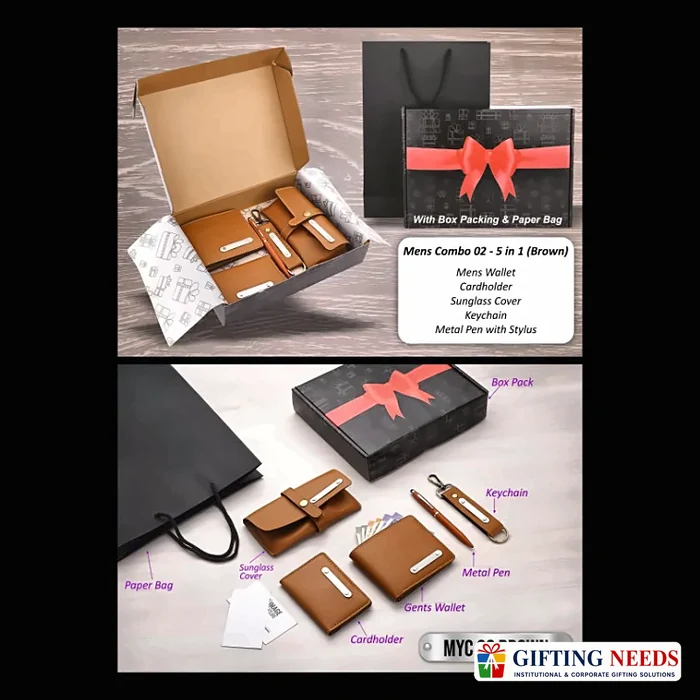 With Box Packing & Paper Bag
Mens Combo 02 - 5 in 1 (Brown)
Mens Wallet
Cardholder
Sunglass Cover
Keychain
Metal Pen with Stylus
Box Pack
Keychain
Sunglass
Cover
Metal Pen
Paper Bag
Gents Wallet
Cardholder
MYC
GIFTING NEEDS
INSTITUTIONAL & CORPORATE GIFTING SOLUTIONS